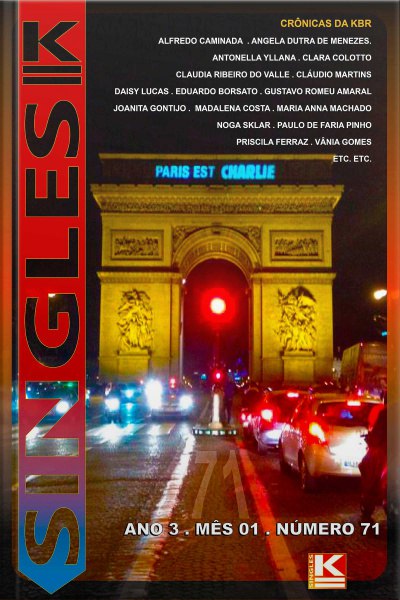 SINGLES K
CRÔNICAS DA KBR
ALFREDO CAMINADA . ANGELA DUTRA DE MENEZES.
ANTONELLA YLLANA . CLARA COLOTTO
CLAUDIA RIBEIRO DO VALLE . CLÁUDIO MARTINS
DAISY LUCAS . EDUARDO BORSATO . GUSTAVO ROMEU AMARAL
JOANITA GONTIJO . MADALENA COSTA . MARIA ANNA MACHADO
NOGA SKLAR . PAULO DE FARIA PINHO
PRISCILA FERRAZ . VÂNIA GOMES
ETC. ETC.
PARIS EST CHARLIE
71
ANO 3 . MÊS 01 . NÚMERO 71
SINGLES K